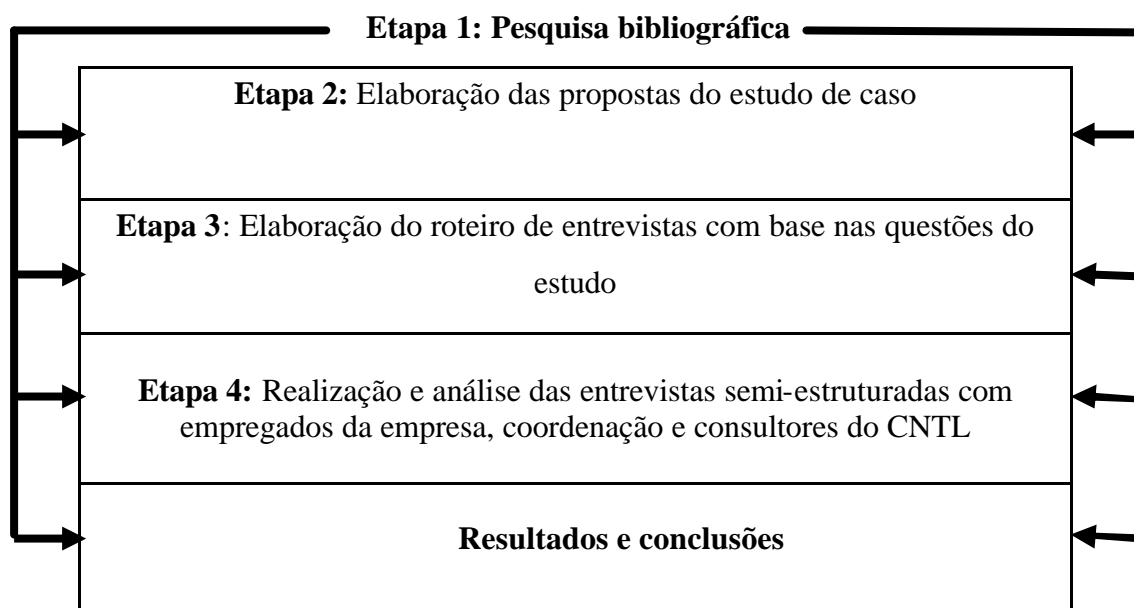 Etapa 1: Pesquisa bibliográfica
Etapa 2: Elaboração das propostas do estudo de caso
Etapa 3: Elaboração do roteiro de entrevistas com base nas questões do
estudo
Etapa 4: Realização e análise das entrevistas semi-estruturadas com
empregados da empresa, coordenação e consultores do CNTL
Resultados e conclusões